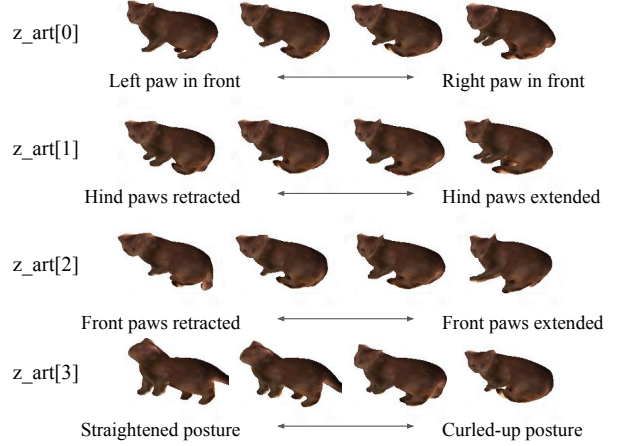 z_art[0]
Left paw in front Right paw in front
z_art[1]
Hind paws retracted Hind paws extended
z_art[2]
Front paws retracted Front paws extended
z_art[3]
Straightened posture Curled-up posture